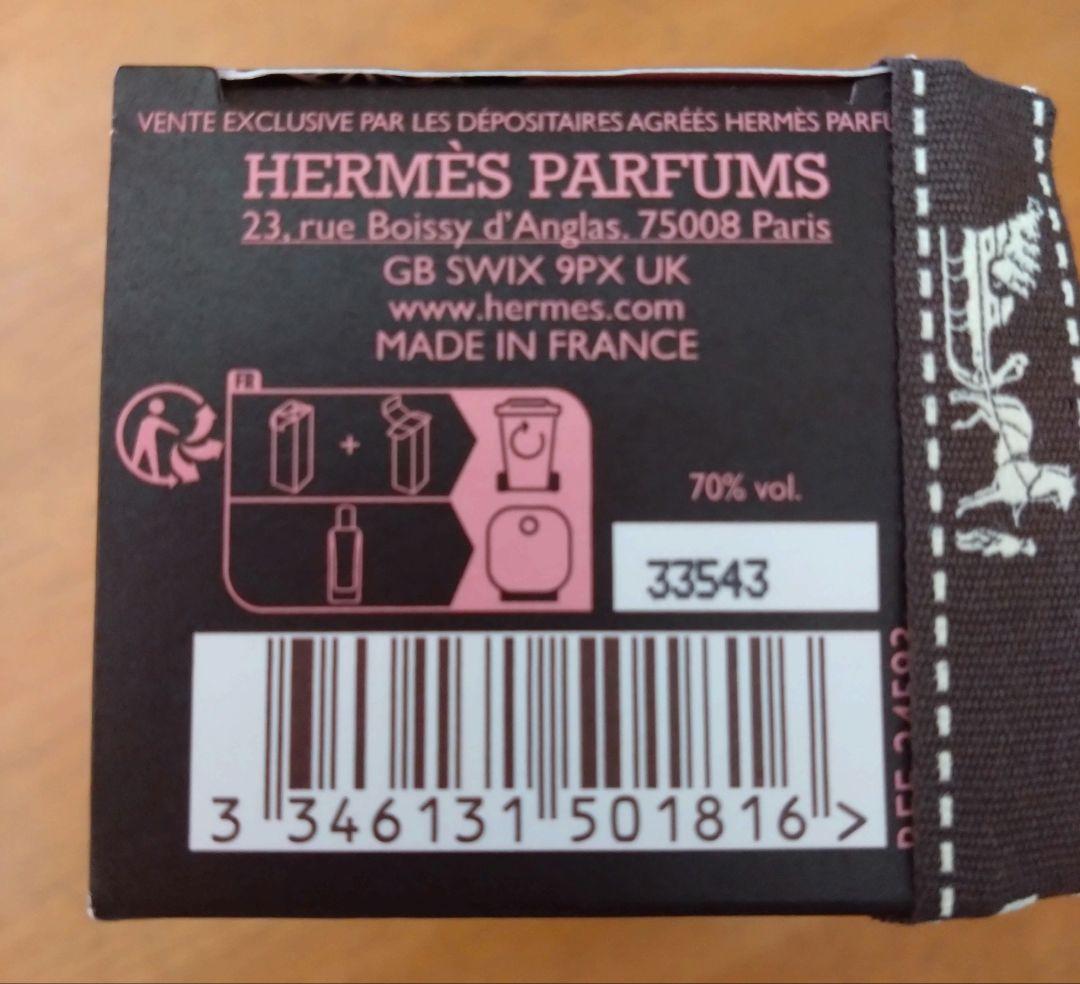 VENTE EXCLUSIVE PAR LES DÉPOSITAIRES AGRÉÉS HERMÈS
HERMÈS PARFUMS
23, rue Boissy d'Anglas. 75008 Paris
GB SWIX 9PX UK
www.hermes.com
MADE IN FRANCE
FR
+
70% vol.
33543
3 346131 501816 >